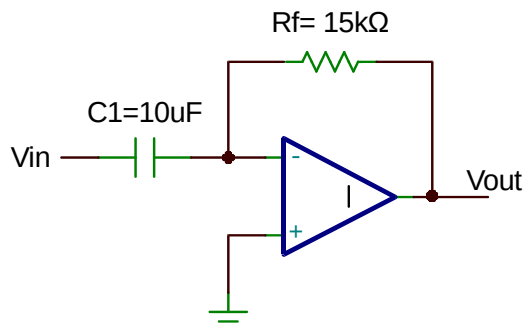 Rf= 15kΩ
C1=10uF
Vin
-
I
Vout
+